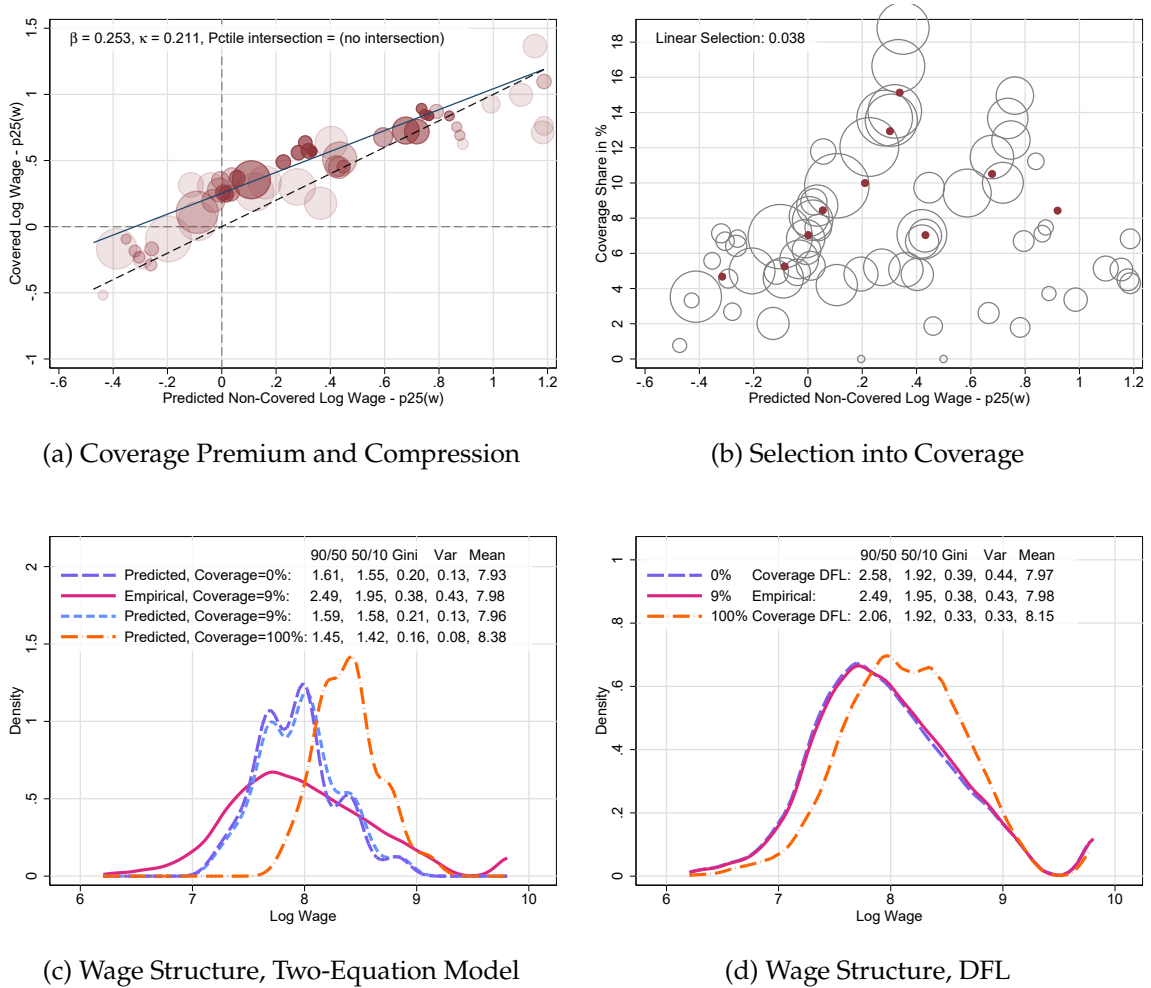 β = 0.253, κ = 0.211, Pctile intersection = (no intersection)
Covered Log Wage - p25(w)
1.5
1
.5
0
-.5
-1
-.6 -.4 -.2 0 .2 .4 .6 .8 1 1.2
Predicted Non-Covered Log Wage - p25(w)
(a) Coverage Premium and Compression
Linear Selection: 0.038
Coverage Share in %
18
16
14
12
10
8
6
4
2
0
-.6 -.4 -.2 0 .2 .4 .6 .8 1 1.2
Predicted Non-Covered Log Wage - p25(w)
(b) Selection into Coverage
90/50 50/10 Gini Var Mean
Predicted, Coverage=0%: 1.61, 1.55, 0.20, 0.13, 7.93
Empirical, Coverage=9%: 2.49, 1.95, 0.38, 0.43, 7.98
Predicted, Coverage=9%: 1.59, 1.58, 0.21, 0.13, 7.96
Predicted, Coverage=100%: 1.45, 1.42, 0.16, 0.08, 8.38
Density
2
1.5
1
.5
0
6 7 8 9 10
Log Wage
(c) Wage Structure, Two-Equation Model
90/50 50/10 Gini Var Mean
0% Coverage DFL: 2.58, 1.92, 0.39, 0.44, 7.97
9% Empirical: 2.49, 1.95, 0.38, 0.43, 7.98
100% Coverage DFL: 2.06, 1.92, 0.33, 0.33, 8.15
Density
1
.8
.6
.4
.2
0
6 7 8 9 10
Log Wage
(d) Wage Structure, DFL